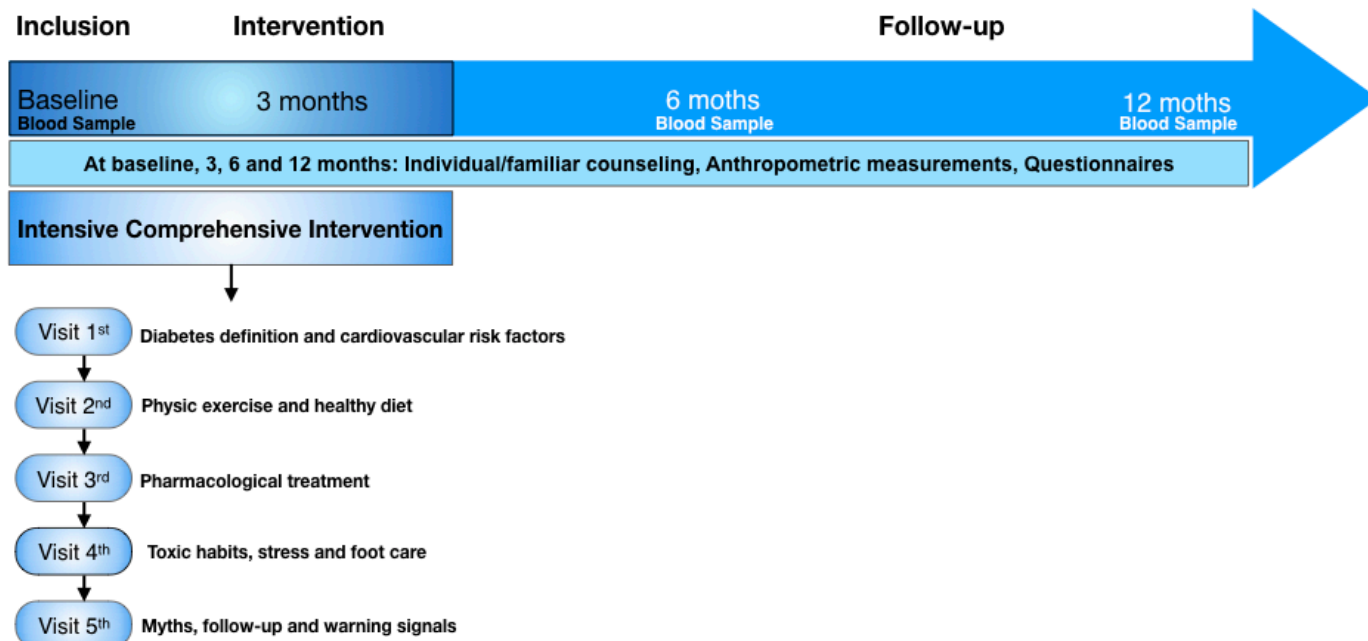 Inclusion Intervention Follow-up
Baseline 3 months 6 moths 12 moths
Blood Sample Blood Sample Blood Sample
At baseline, 3, 6 and 12 months: Individual/familiar counseling, Anthropometric measurements, Questionnaires
Intensive Comprehensive Intervention
Visit 1st Diabetes definition and cardiovascular risk factors
Visit 2nd Physic exercise and healthy diet
Visit 3rd Pharmacological treatment
Visit 4th Toxic habits, stress and foot care
Visit 5th Myths, follow-up and warning signals